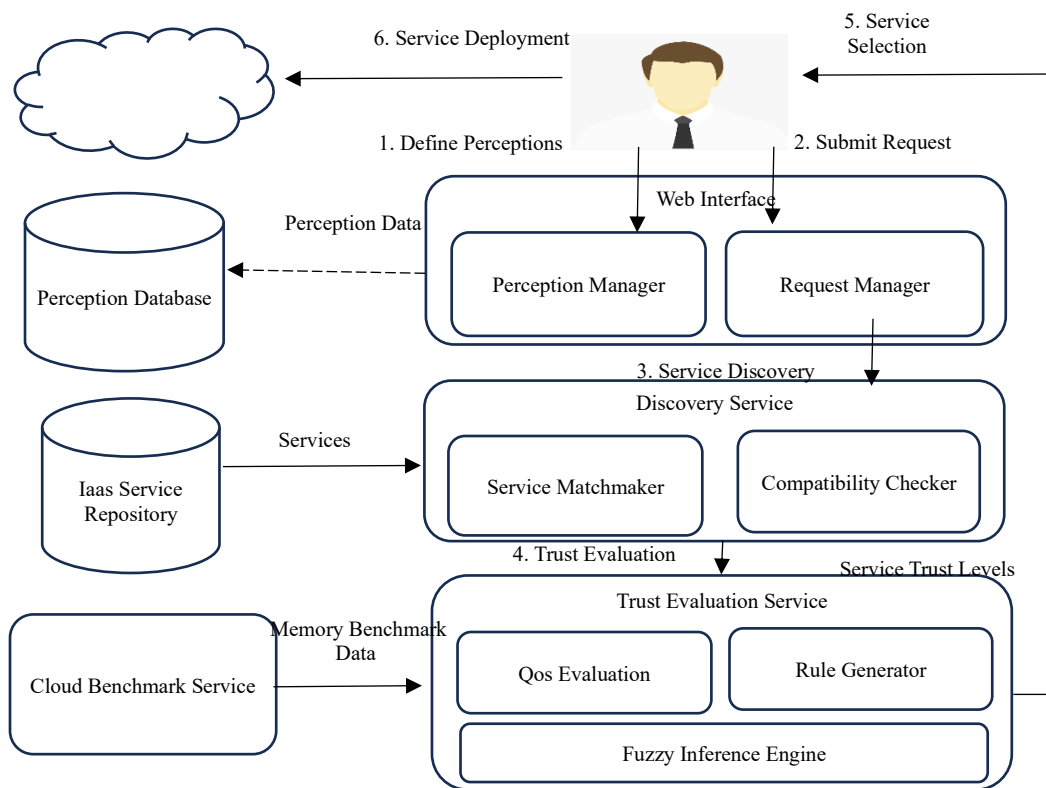 5. Service
Selection
6. Service Deployment
1. Define Perceptions
2. Submit Request
Web Interface
Perception Data
Perception Manager
Request Manager
Perception Database
3. Service Discovery
Discovery Service
Services
Service Matchmaker
Compatibility Checker
Iaas Service
Repository
4. Trust Evaluation
Service Trust Levels
Trust Evaluation Service
Memory Benchmark
Data
Qos Evaluation
Rule Generator
Cloud Benchmark Service
Fuzzy Inference Engine